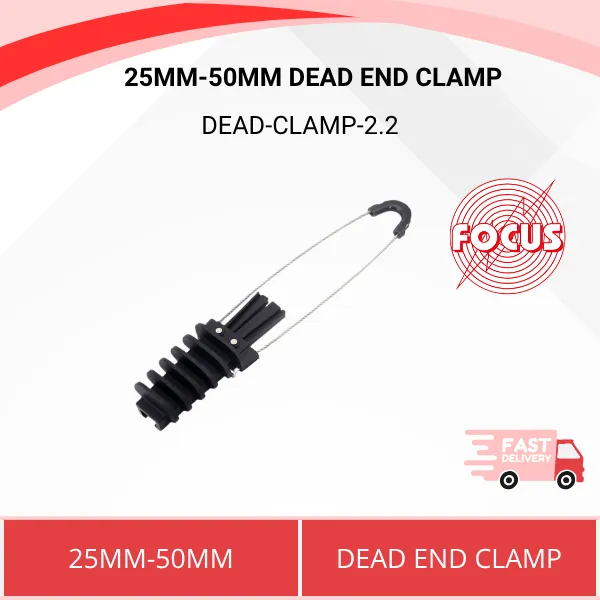 25MM-50MM DEAD END CLAMP
DEAD-CLAMP-2.2
FOCUS
FAST
DELIVERY
25MM-50MM
DEAD END CLAMP